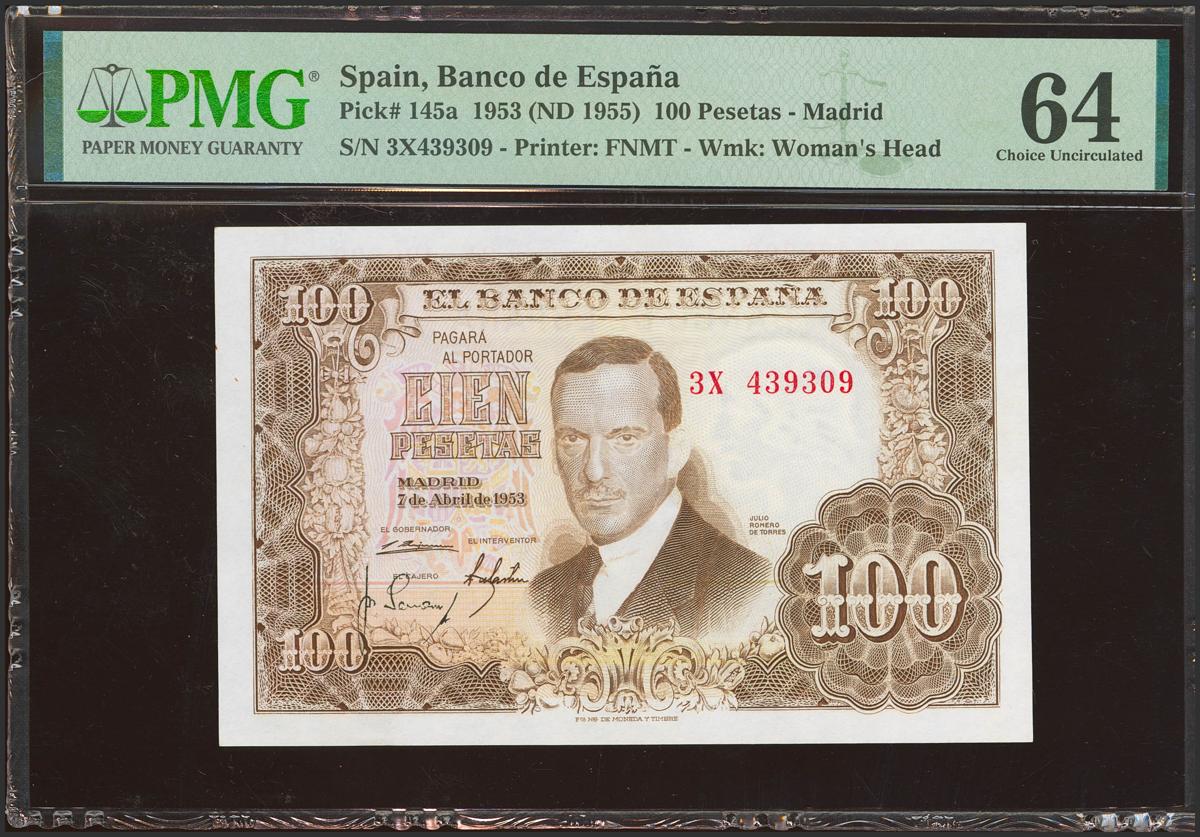 PMG®
PAPER MONEY GUARANTY
Spain, Banco de España
Pick# 145a 1953 (ND 1955) 100 Pesetas - Madrid
S/N 3X439309 - Printer: FNMT - Wmk: Woman's Head
64
Choice Uncirculated
100
EL BANCO DE ESPAÑA
100
PAGARÁ
AL PORTADOR
CIEN
PESETAS
3X 439309
MADRID
7 de Abril de 1953
EL GOBERNADOR
EL INTERVENTOR
EL CAJERO
JULIO
ROMERO
DE TORRES
100
100
DE MONEDA Y TIMBRE